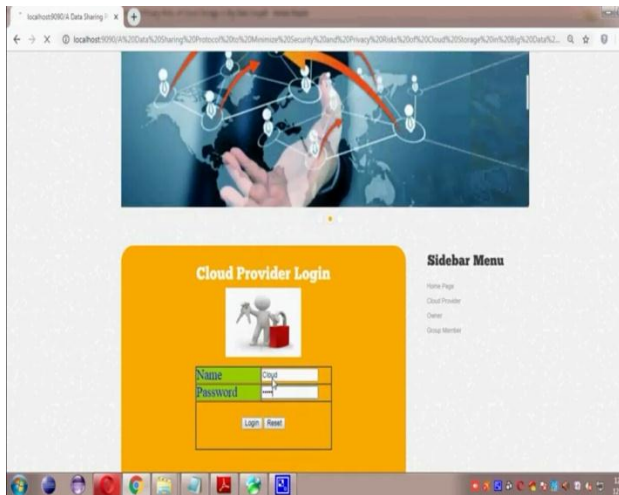 localhost:9090/A Data Sharing P
localhost:9090/A%20Data%20Sharing%20Protocol%20to%20Minimize%20Security%20and%20Privacy%20Risks%20of%20Cloud%20Storage%20in%20Big%20Data%2...
Cloud Provider Login
Sidebar Menu
Home Page
Cloud Provider
Owner
Group Member
Name Cloud
Password •••••
Login Reset